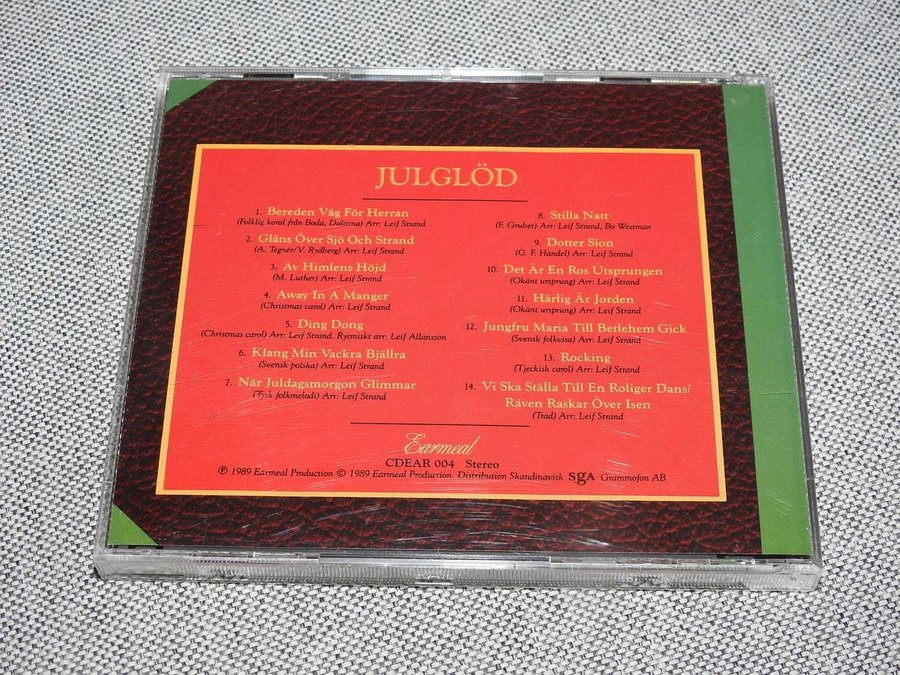 JULGLÖD
1. Bereden Väg För Herran
(Folklig koral från Boda, Dalarna) Arr: Leif Strand
2. Gläns Över Sjö Och Strand
(A. Tegnér/V. Rydberg) Arr: Leif Strand
3. Av Himlens Höjd
(M. Luther) Arr: Leif Strand
4. Away In A Manger
(Christmas carol) Arr: Leif Strand
5. Ding Dong
(Christmas carol) Arr: Leif Strand. Rytmiskt arr: Leif Allansson
6. Klang Min Vackra Bjällra
(Svensk polska) Arr: Leif Strand
7. När Juldagsmorgon Glimmar
(Tysk folkmelodi) Arr: Leif Strand
8. Stilla Natt
(F. Gruber) Arr: Leif Strand, Bo Westman
9. Dotter Sion
(G. F. Händel) Arr: Leif Strand
10. Det Är En Ros Utsprungen
(Okänt ursprung) Arr: Leif Strand
11. Härlig Är Jorden
(Okänt ursprung) Arr: Leif Strand
12. Jungfru Maria Till Betlehem Gick
(Svensk folkvisa) Arr: Leif Strand
13. Rocking
(Tjeckisk carol) Arr: Leif Strand
14. Vi Ska Ställa Till En Roliger Dans/
Räven Raskar Över Isen
(Trad) Arr: Leif Strand
Earmeal
CDEAR 004 Stereo
℗ 1989 Earmeal Production © 1989 Earmeal Production. Distribution Skandinavisk sgA Grammofon AB